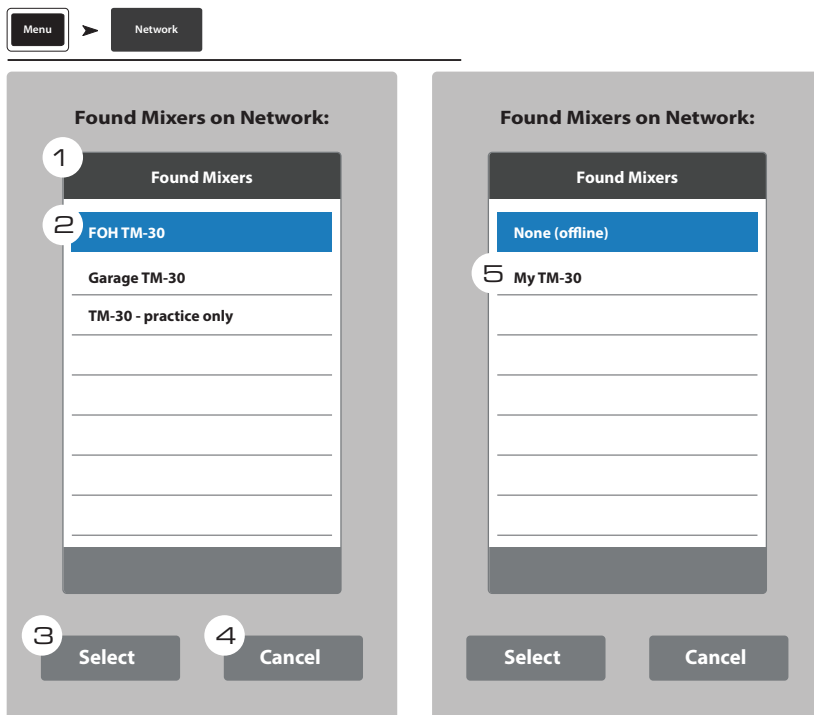 Menu ➤ Network
Found Mixers on Network:
1
Found Mixers
2
FOH TM-30
Garage TM-30
TM-30 - practice only
3
Select
4
Cancel
Found Mixers on Network:
Found Mixers
None (offline)
5
My TM-30
Select
Cancel